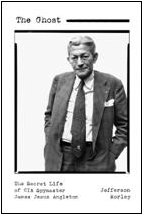 The Ghost
The Secret Life
of CIA Spymaster
James Jesus Angleton
Jefferson
Morley